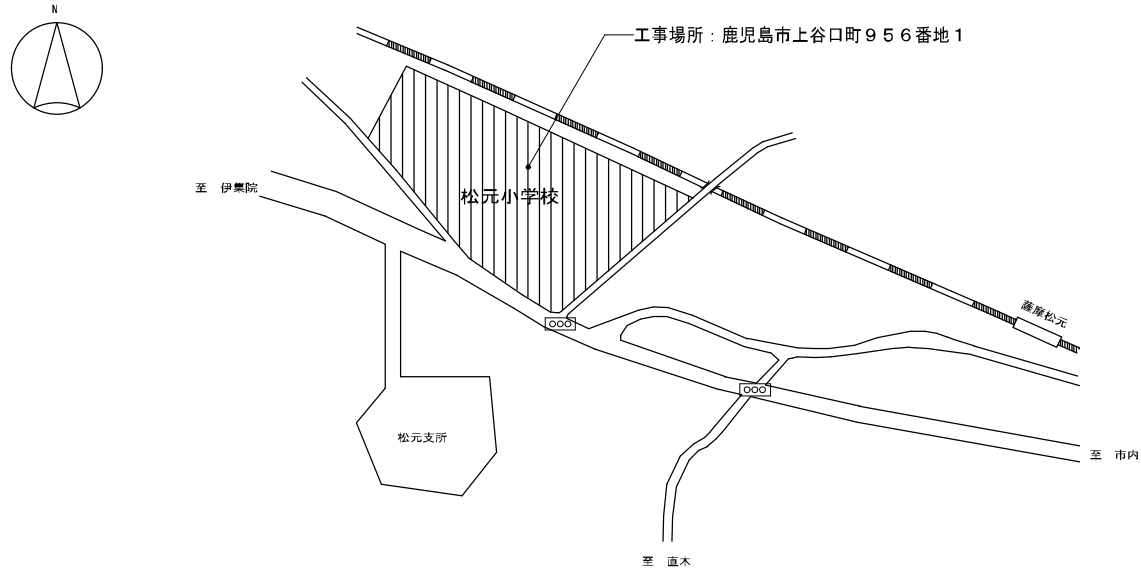 N
工事場所：鹿児島市上谷口町９５６番地１
至　伊集院
松元小学校
薩摩松元
松元支所
至　市内
至　直木